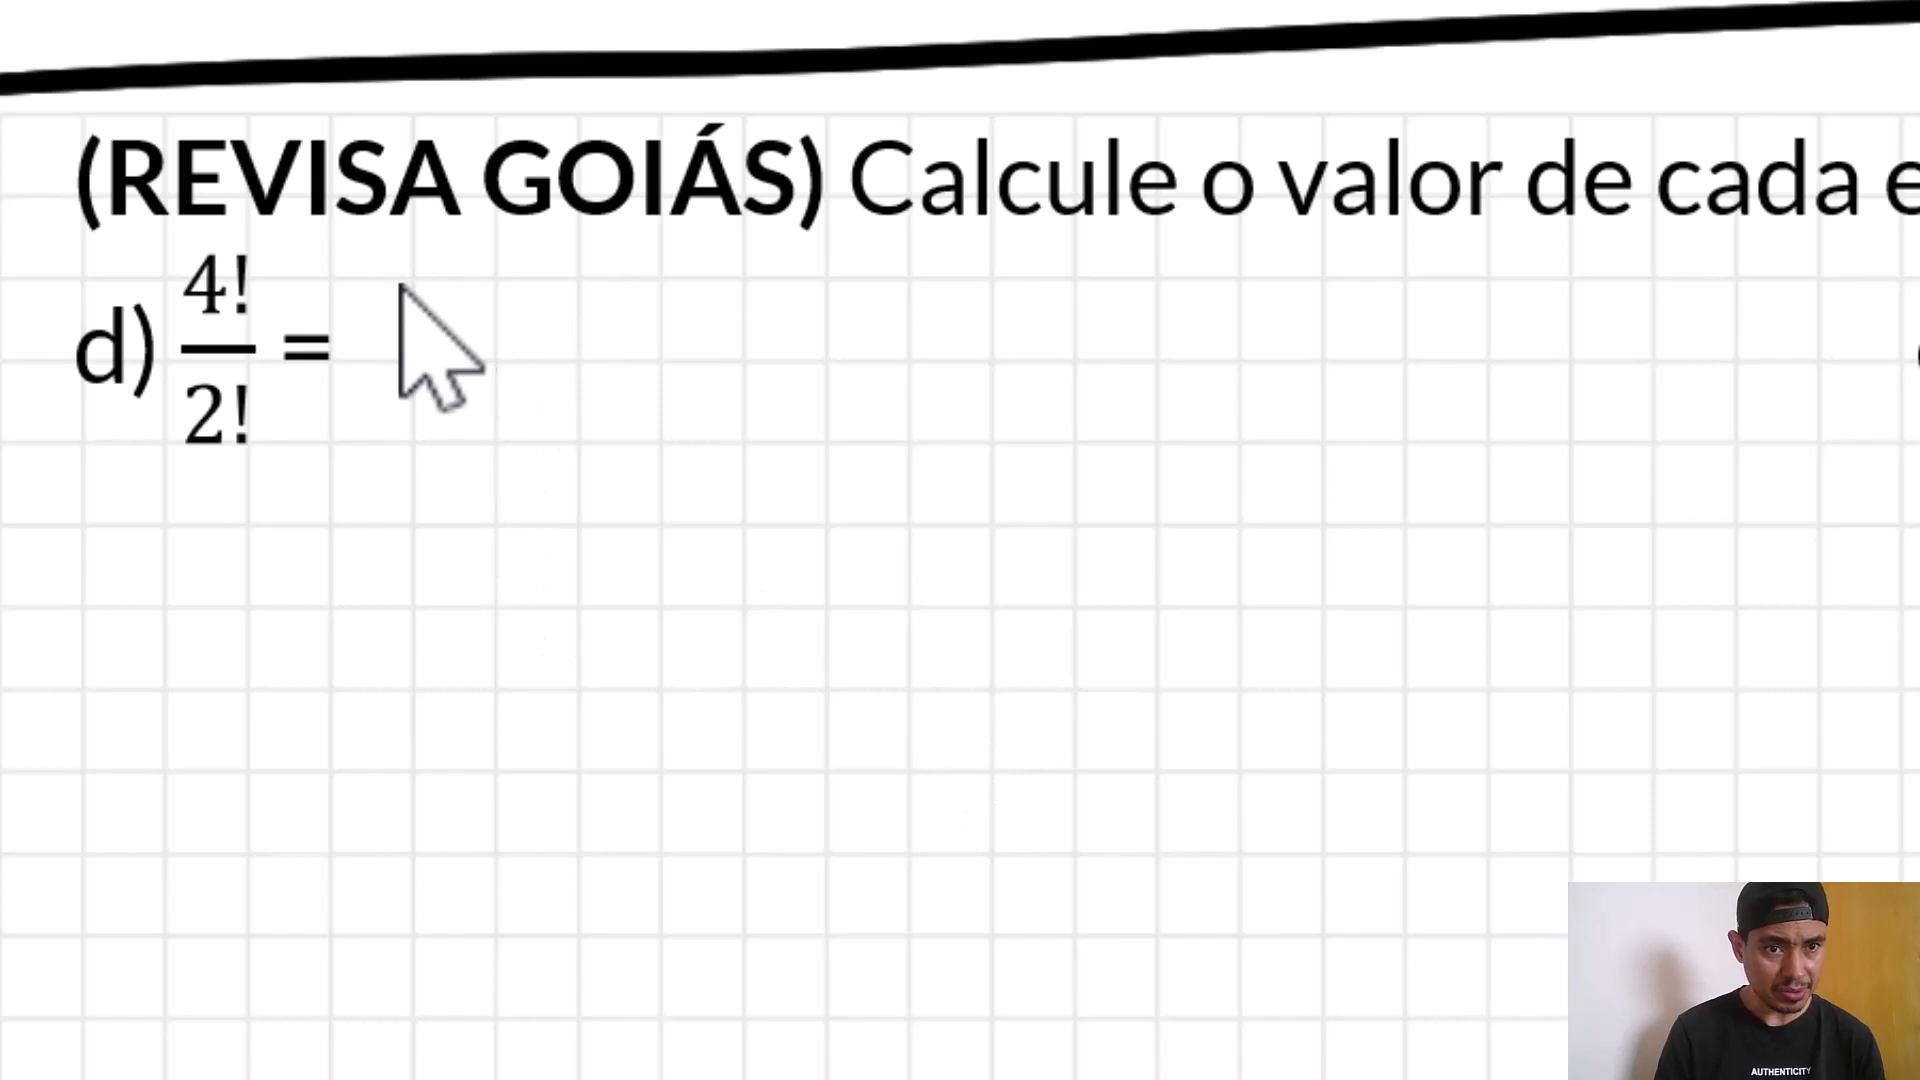 (REVISA GOIÁS) Calcule o valor de cada
d) 4!/2! =
AUTHENTICITY